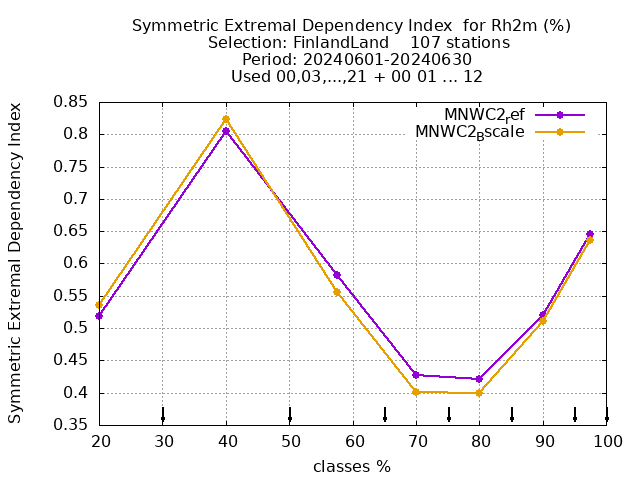 Symmetric Extremal Dependency Index  for Rh2m (%)
Selection: FinlandLand    107 stations
Period: 20240601-20240630
Used 00,03,...,21 + 00 01 ... 12
Symmetric Extremal Dependency Index
0.85
0.8
0.75
0.7
0.65
0.6
0.55
0.5
0.45
0.4
0.35
MNWC2ref
MNWC2Bscale
20 30 40 50 60 70 80 90 100
classes %